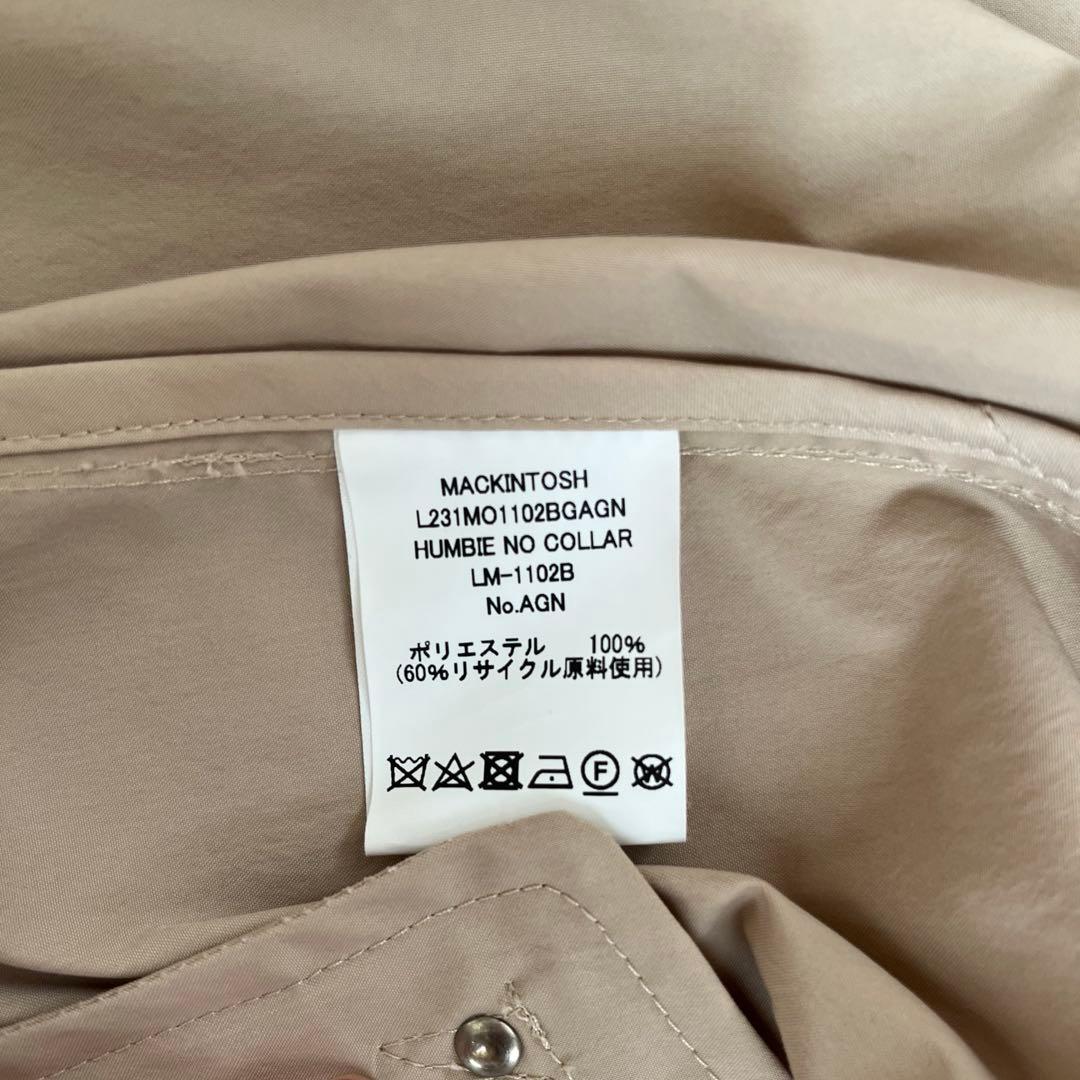 MACKINTOSH
L231MO1102BGAGN
HUMBIE NO COLLAR
LM-1102B
No.AGN
ポリエステル 100%
(60%リサイクル原料使用)
F W